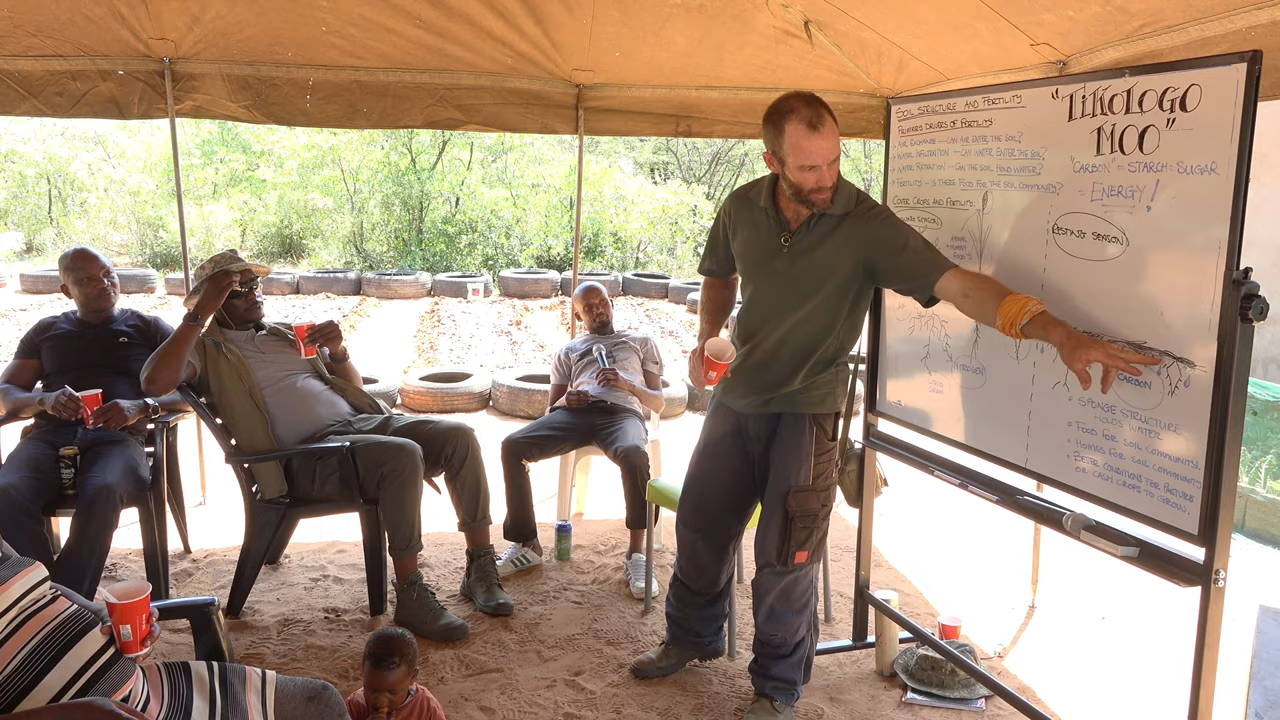 SOIL STRUCTURE AND FERTILITY
PRIMARY DRIVERS OF FERTILITY:
AIR EXCHANGE — CAN AIR ENTER THE SOIL?
WATER INFILTRATION — CAN WATER ENTER THE SOIL?
WATER RETENTION — CAN THE SOIL HOLD WATER?
FERTILITY — IS THERE FOOD FOR THE SOIL COMMUNITY?
COVER CROPS AND FERTILITY:
SEASON
NITROGEN
"TIKOLOGO
MOO"
"CARBON" = STARCH = SUGAR
= ENERGY!
RESTING SEASON
CARBON
• SPONGE STRUCTURE
HOLDS WATER
• FOOD FOR SOIL COMMUNITY.
• HOMES FOR SOIL COMMUNITY
• BETTER CONDITIONS FOR PASTURE
OR CASH CROPS TO GROW.